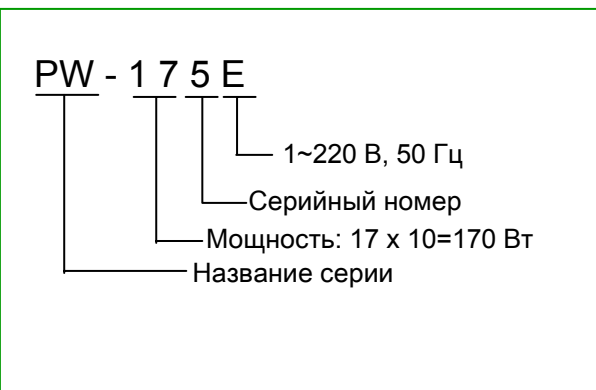 PW - 1 7 5 E
1~220 В, 50 Гц
Серийный номер
Мощность: 17 x 10=170 Вт
Название серии